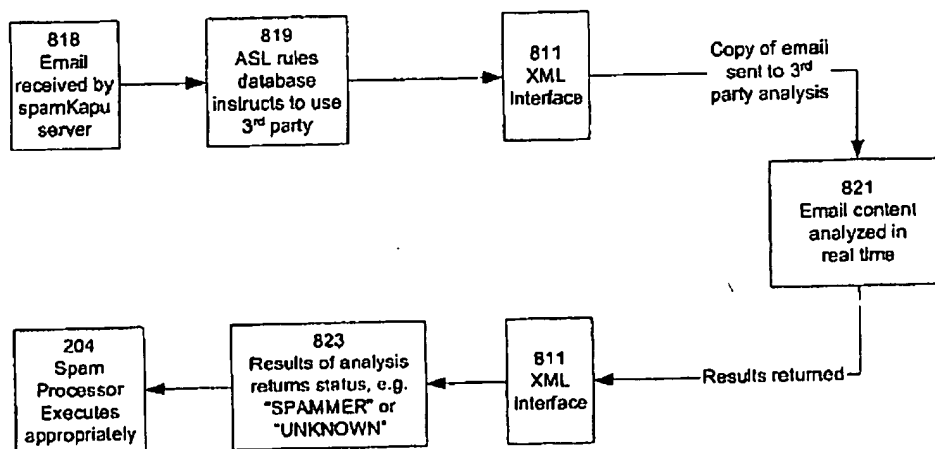 818
Email
received by
spamKapu
server
819
ASL rules
database
instructs to use
3rd party
811
XML
Interface
Copy of email
sent to 3rd
party analysis
821
Email content
analyzed in
real time
Results returned
811
XML
Interface
823
Results of analysis
returns status, e.g.
"SPAMMER" or
"UNKNOWN"
204
Spam
Processor
Executes
appropriately